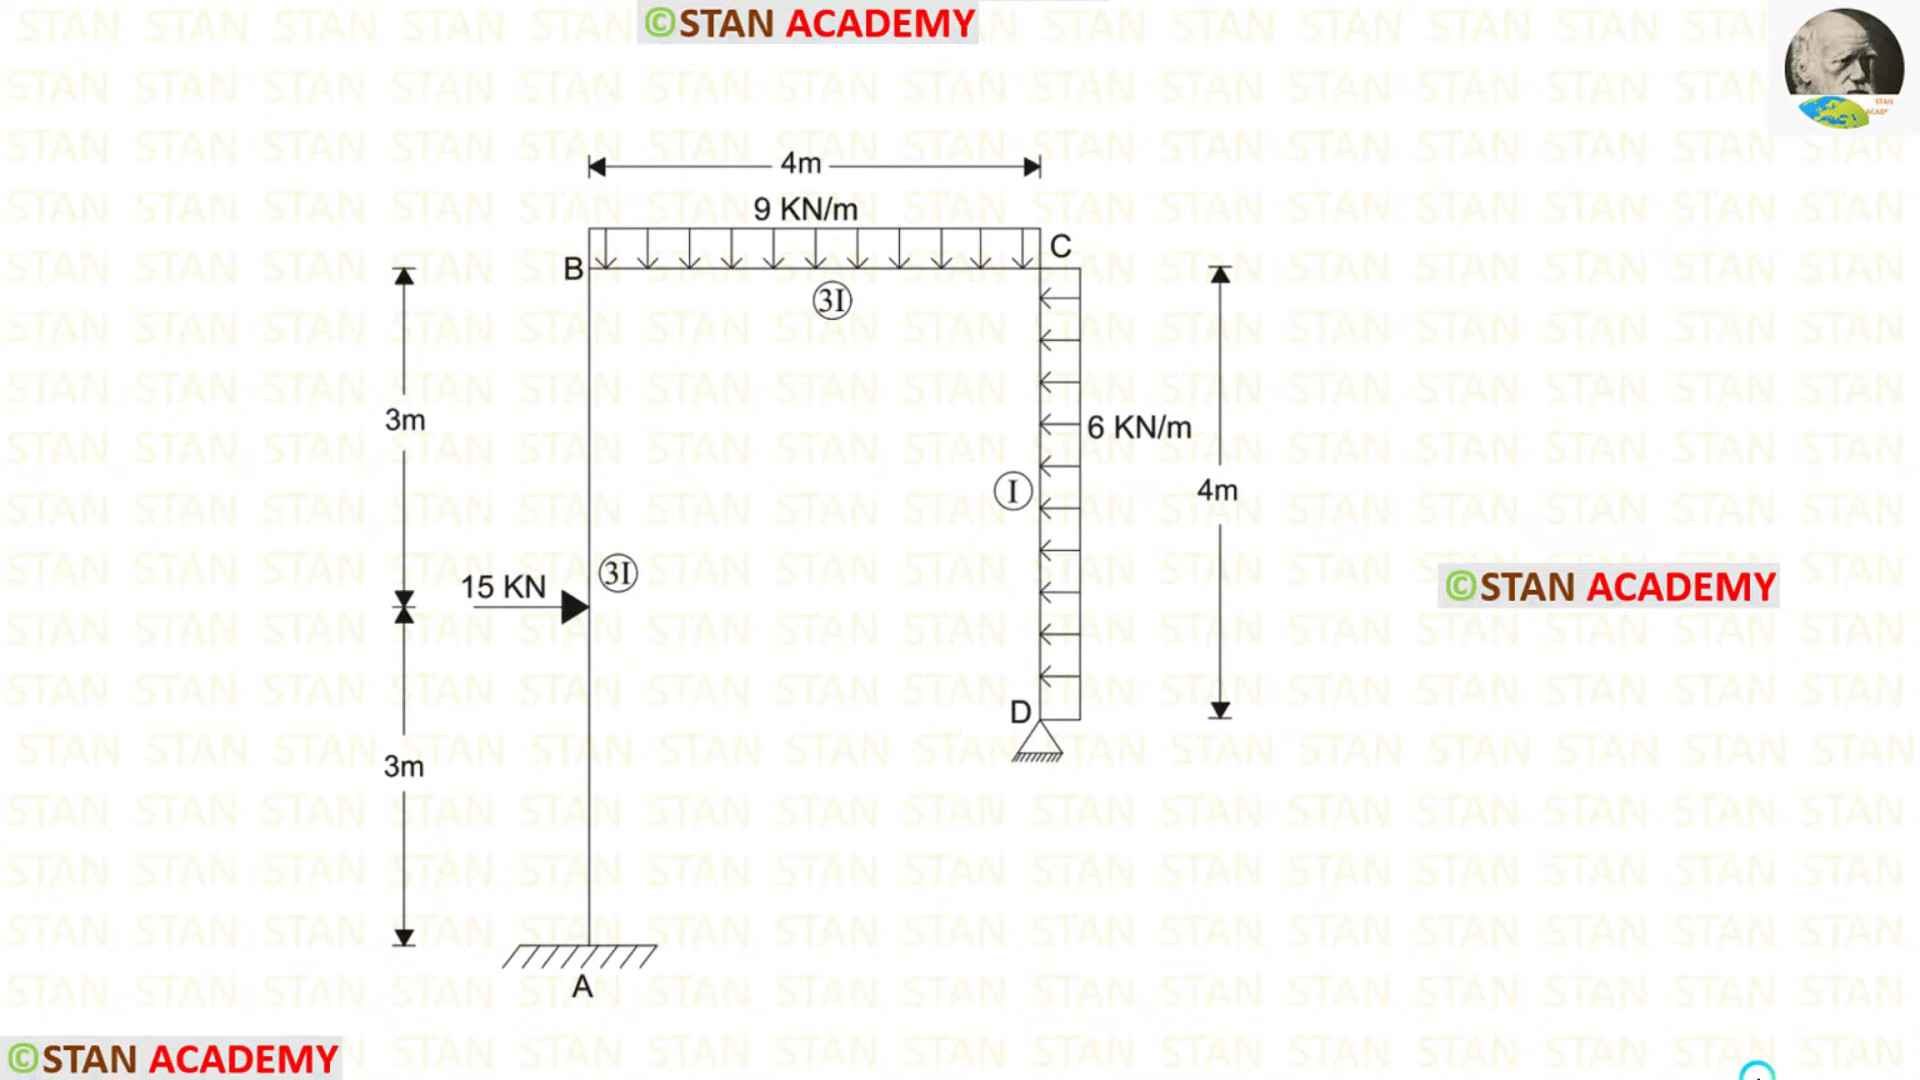 ©STAN ACADEMY
4m
9 KN/m
B
C
3I
3m
6 KN/m
I
4m
15 KN
3I
©STAN ACADEMY
D
3m
A
©STAN ACADEMY